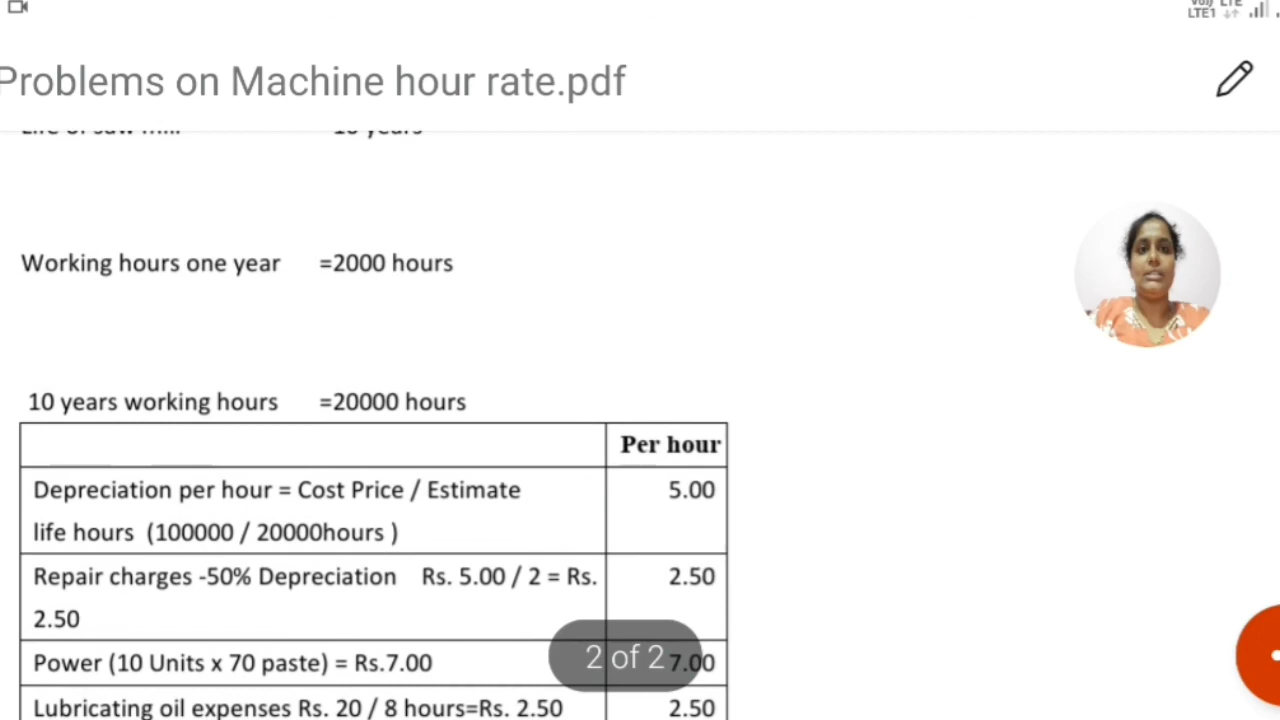 LTE1
Problems on Machine hour rate.pdf
Working hours one year =2000 hours
10 years working hours =20000 hours
Per hour
Depreciation per hour = Cost Price / Estimate 5.00
life hours (100000 / 20000hours )
Repair charges -50% Depreciation Rs. 5.00 / 2 = Rs. 2.50
2.50
2 of 2
Power (10 Units x 70 paste) = Rs.7.00 7.00
Lubricating oil expenses Rs. 20 / 8 hours=Rs. 2.50 2.50